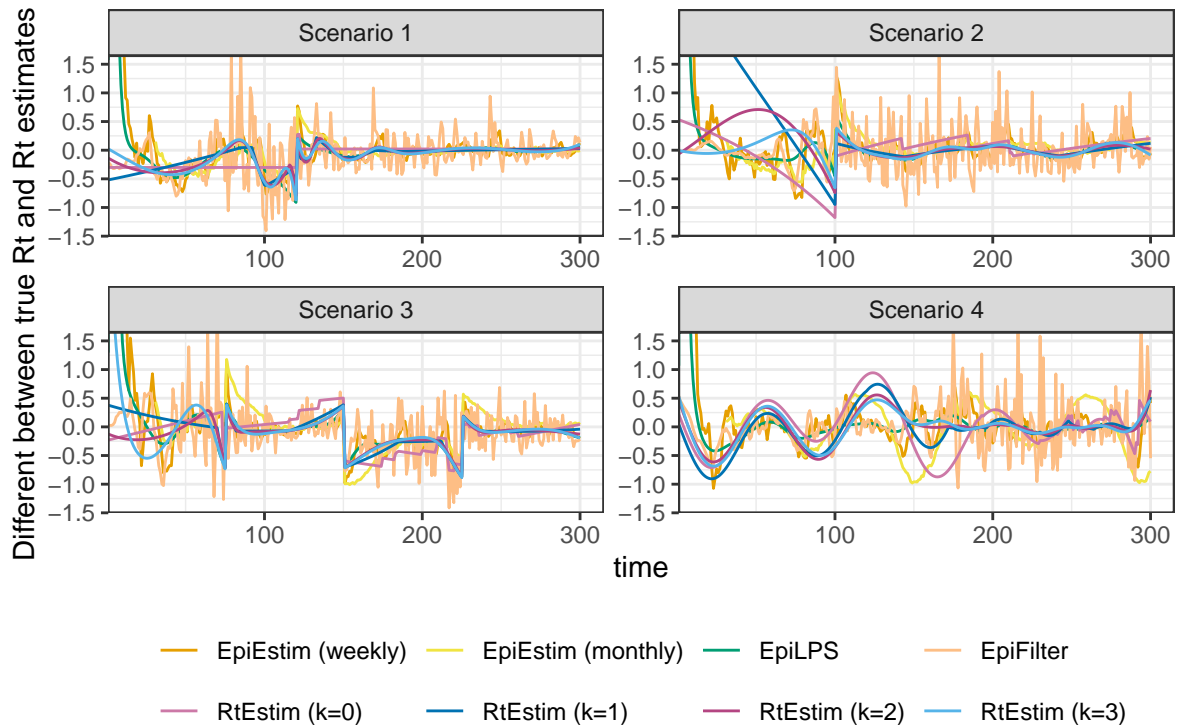 Different between true Rt and Rt estimates
Scenario 1
Scenario 2
1.5
1.0
0.5
0.0
−0.5
−1.0
−1.5
100
200
300
1.5
1.0
0.5
0.0
−0.5
−1.0
−1.5
100
200
300
Scenario 3
Scenario 4
1.5
1.0
0.5
0.0
−0.5
−1.0
−1.5
100
200
300
1.5
1.0
0.5
0.0
−0.5
−1.0
−1.5
100
200
300
time
EpiEstim (weekly)
EpiEstim (monthly)
EpiLPS
EpiFilter
RtEstim (k=0)
RtEstim (k=1)
RtEstim (k=2)
RtEstim (k=3)